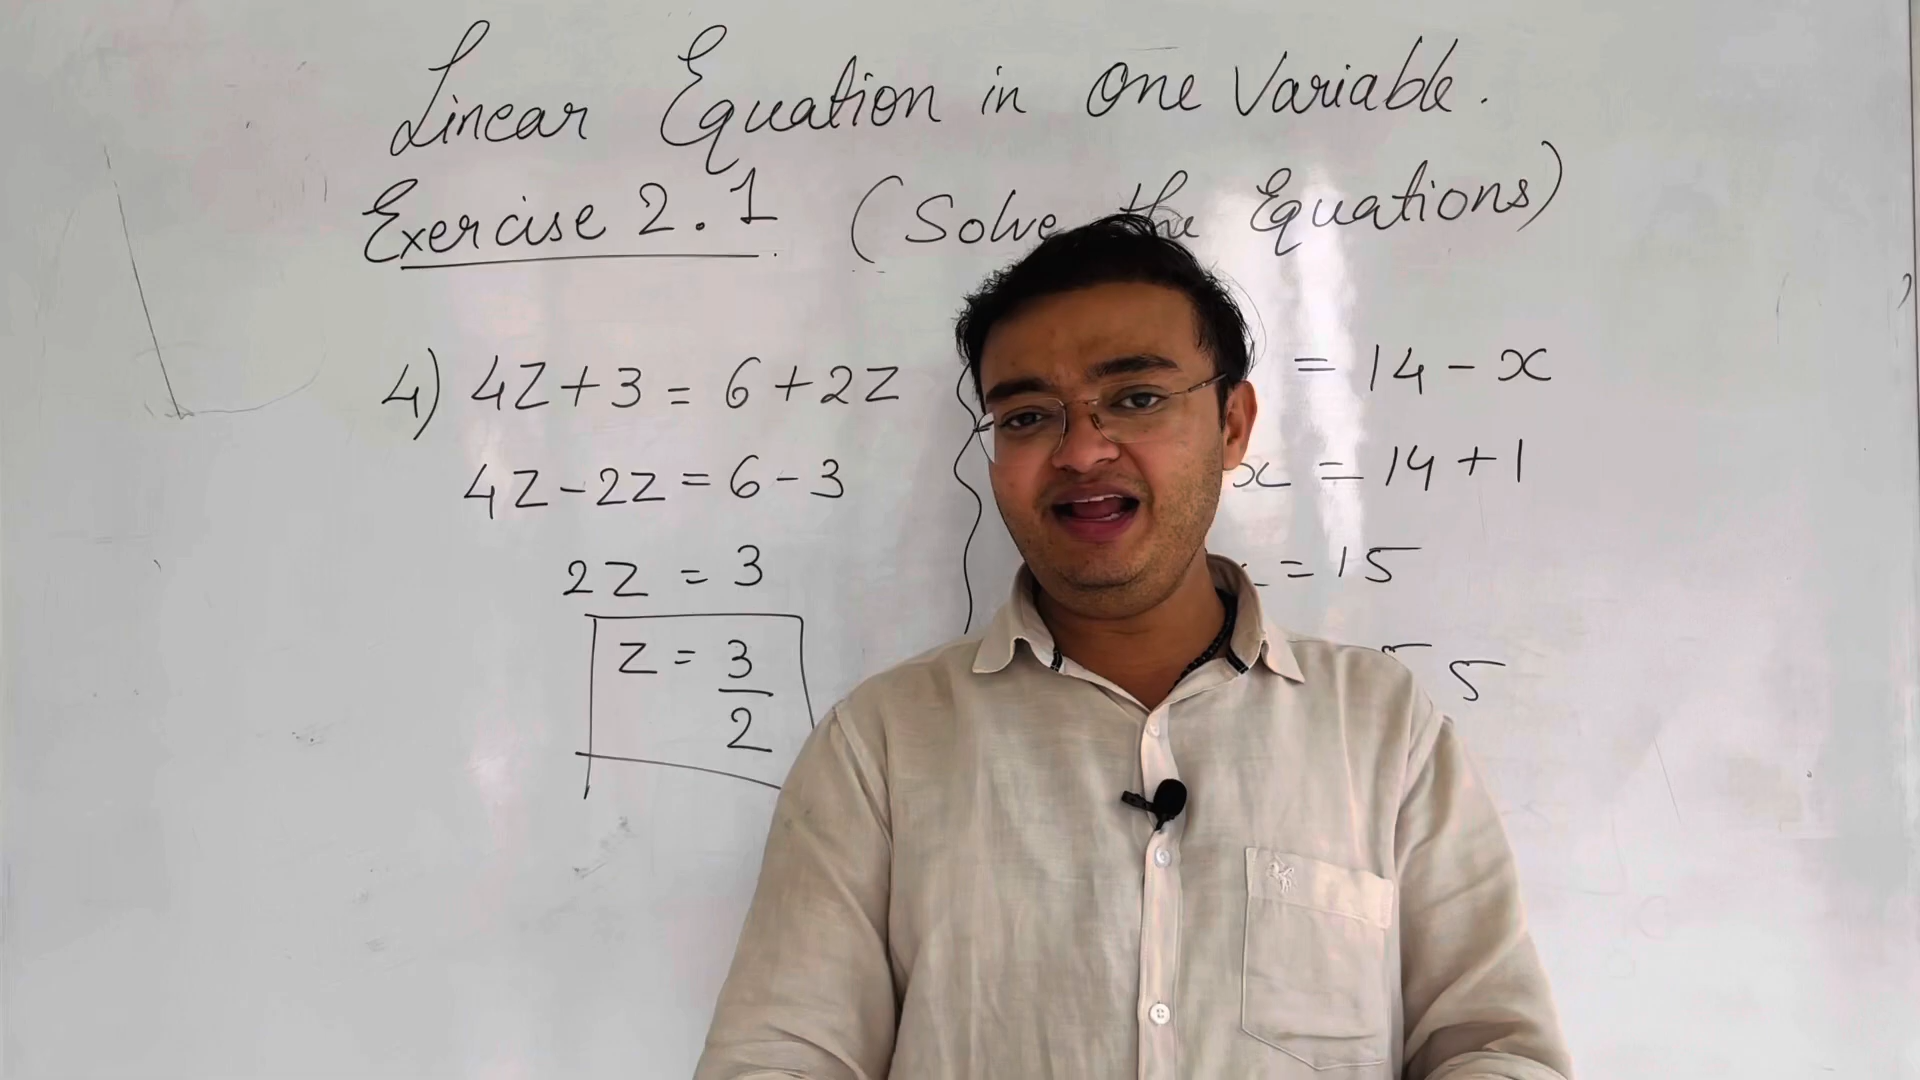 Linear Equation in One Variable.
Exercise 2.1 (Solve the Equations)
4) 4Z+3 = 6+2Z
4Z-2Z = 6-3
2Z = 3
Z = 3/2
= 14 - x
x = 14 + 1
= 15
5